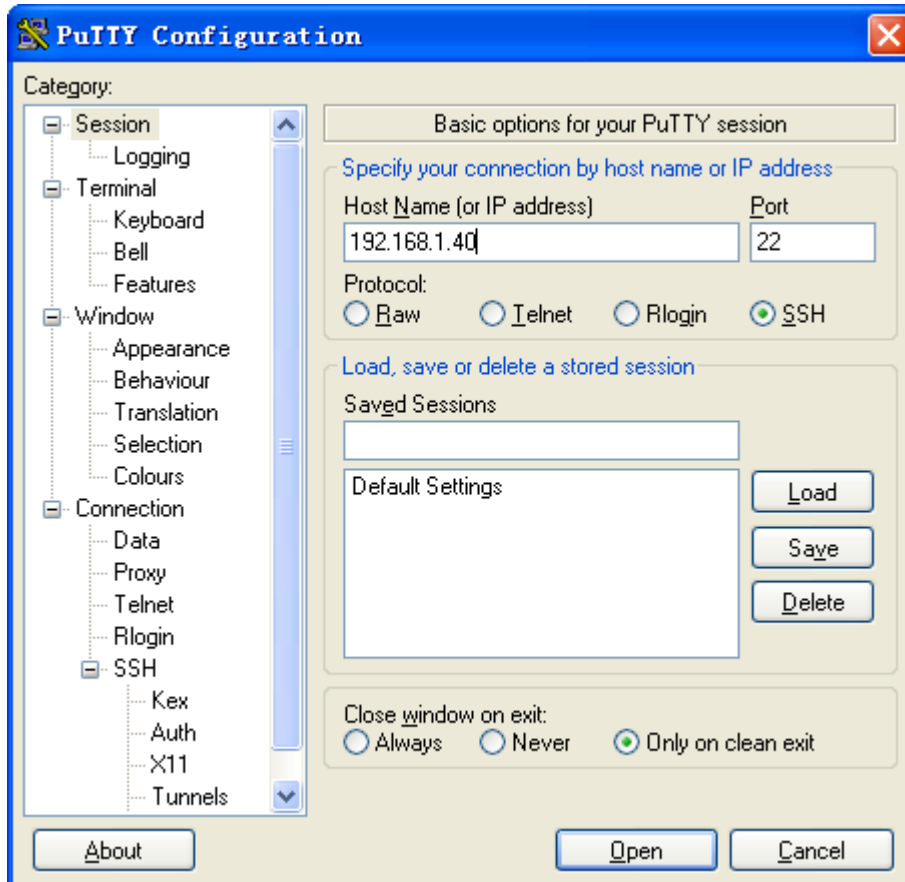 PuTTY Configuration
Category:
Session
Logging
Terminal
Keyboard
Bell
Features
Window
Appearance
Behaviour
Translation
Selection
Colours
Connection
Data
Proxy
Telnet
Rlogin
SSH
Kex
Auth
X11
Tunnels
Basic options for your PuTTY session
Specify your connection by host name or IP address
Host Name (or IP address) Port
192.168.1.40 22
Protocol:
Raw Telnet Rlogin SSH
Load, save or delete a stored session
Saved Sessions
Default Settings
Load
Save
Delete
Close window on exit:
Always Never Only on clean exit
About Open Cancel